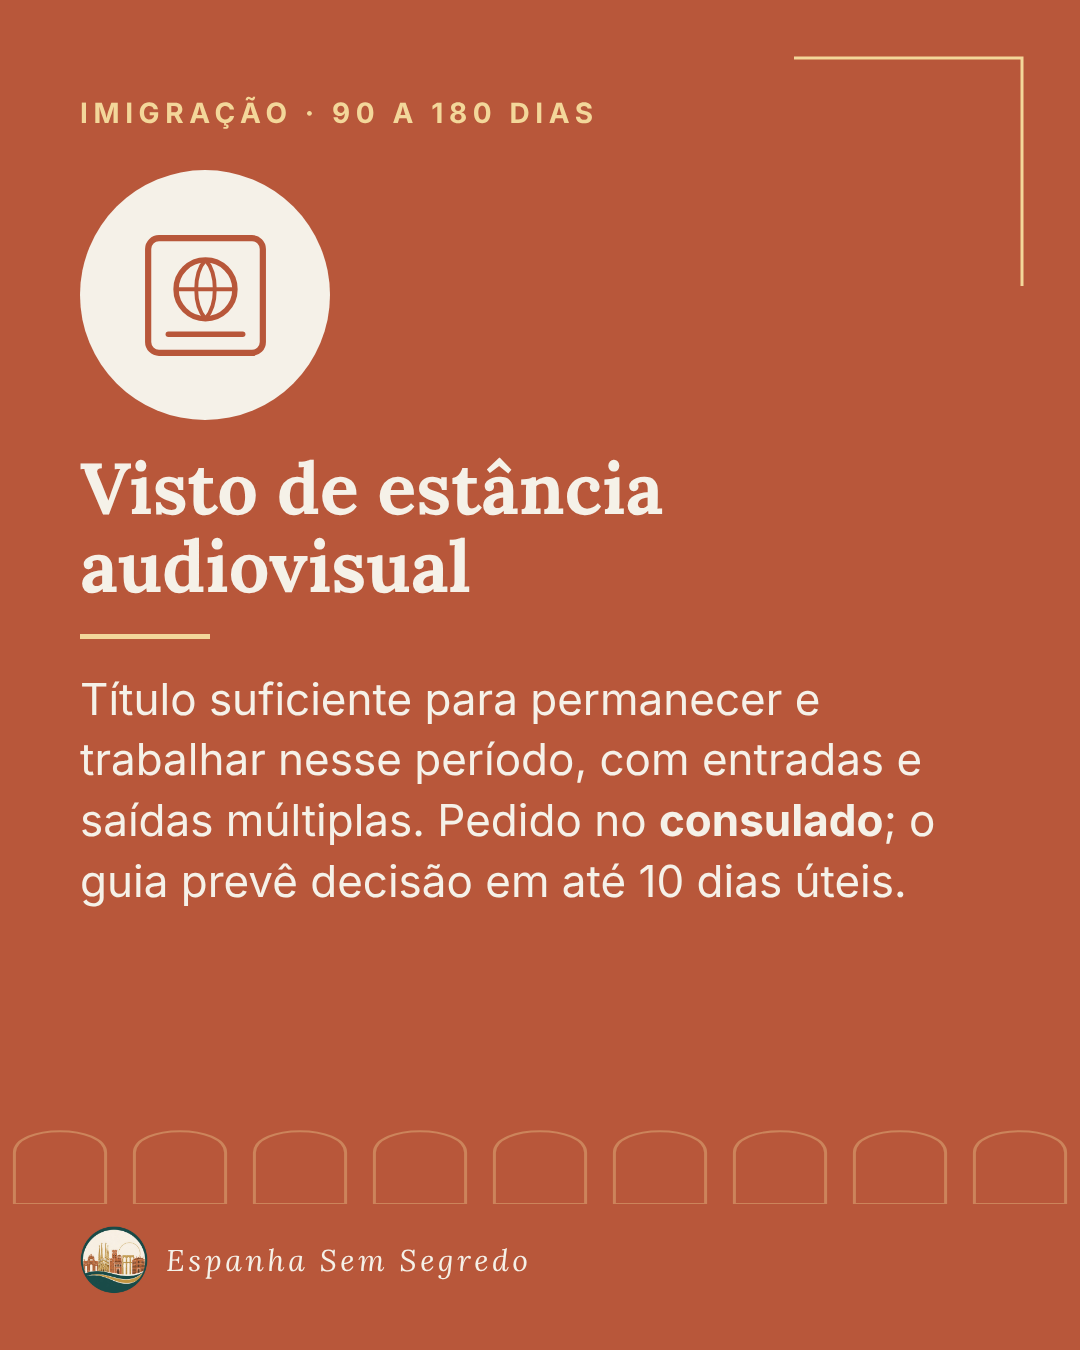 IMIGRAÇÃO · 90 A 180 DIAS
Visto de estância
audiovisual
Título suficiente para permanecer e
trabalhar nesse período, com entradas e
saídas múltiplas. Pedido no consulado; o
guia prevê decisão em até 10 dias úteis.
Espanha Sem Segredo